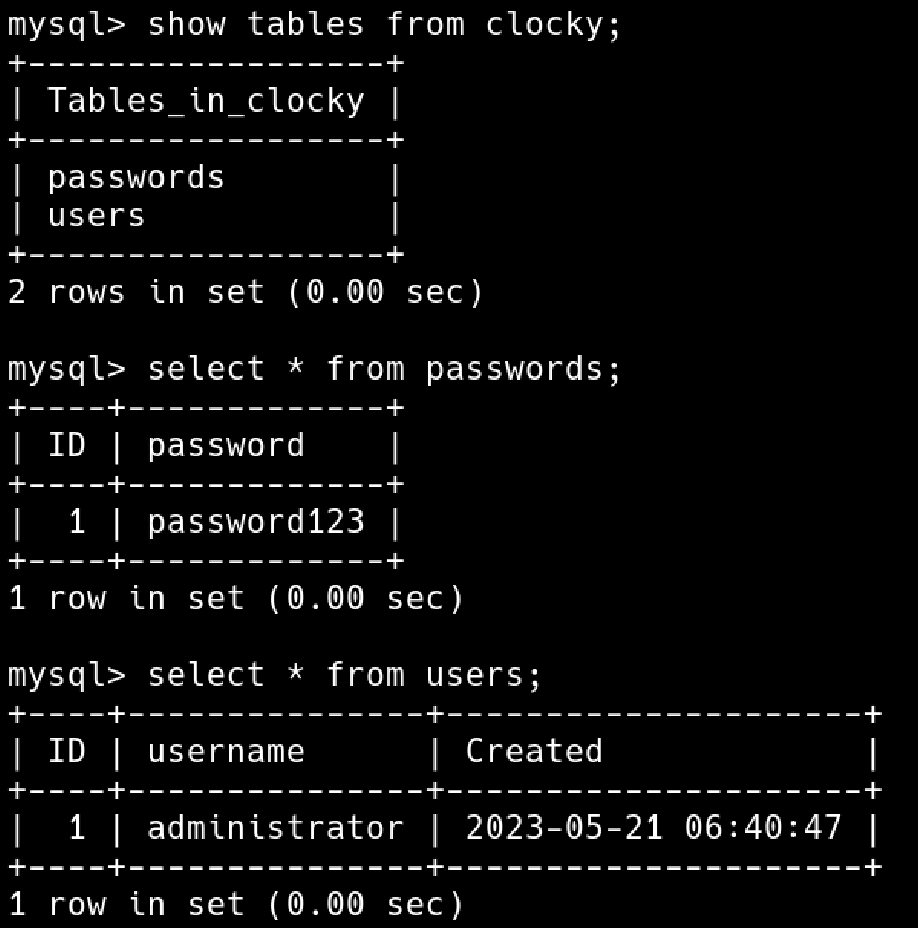 mysql> show tables from clocky;
+------------------+
| Tables_in_clocky |
+------------------+
| passwords        |
| users            |
+------------------+
2 rows in set (0.00 sec)

mysql> select * from passwords;
+----+-------------+
| ID | password    |
+----+-------------+
|  1 | password123 |
+----+-------------+
1 row in set (0.00 sec)

mysql> select * from users;
+----+---------------+---------------------+
| ID | username      | Created             |
+----+---------------+---------------------+
|  1 | administrator | 2023-05-21 06:40:47 |
+----+---------------+---------------------+
1 row in set (0.00 sec)